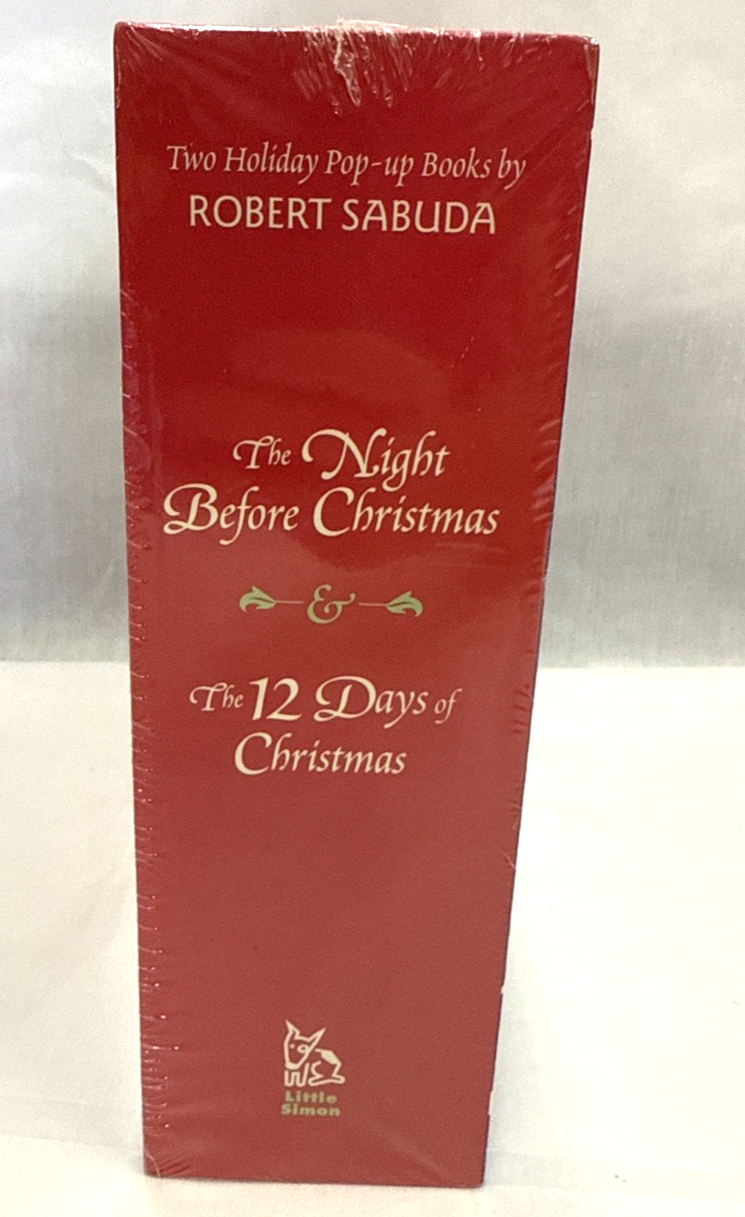 Two Holiday Pop-up Books by
ROBERT SABUDA
The Night
Before Christmas
&
The 12 Days of
Christmas
Little
Simon